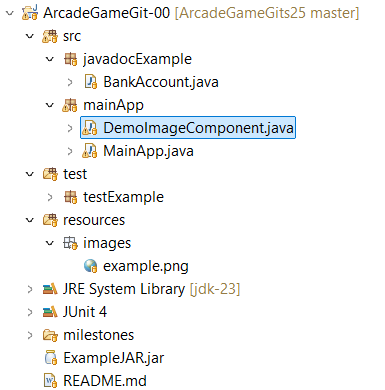 ArcadeGameGit-00 [ArcadeGameGits25 master]
src
javadocExample
BankAccount.java
mainApp
DemoImageComponent.java
MainApp.java
test
testExample
resources
images
example.png
JRE System Library [jdk-23]
JUnit 4
milestones
ExampleJAR.jar
README.md